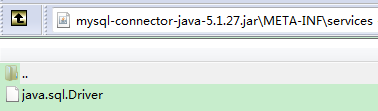 mysql-connector-java-5.1.27.jar\META-INF\services
..
java.sql.Driver